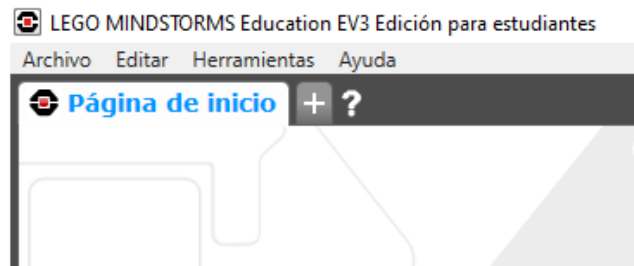 LEGO MINDSTORMS Education EV3 Edición para estudiantes
Archivo Editar Herramientas Ayuda
Página de inicio + ?